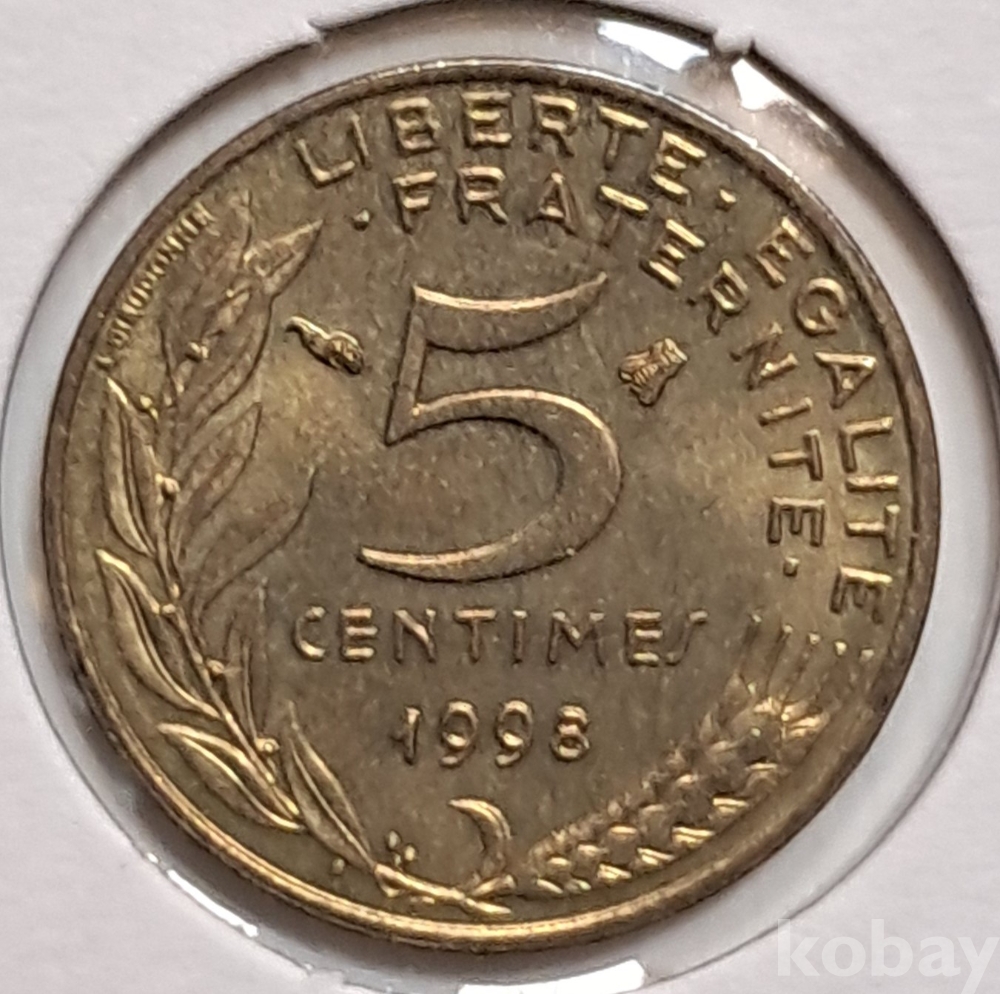 LIBERTE · EGALITE
· FRATERNITE ·
5
CENTIMES
1998
kobay